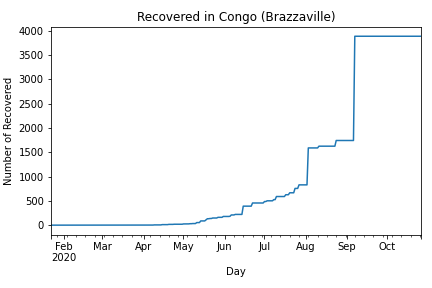 Recovered in Congo (Brazzaville)
Number of Recovered
4000
3500
3000
2500
2000
1500
1000
500
0
Feb Mar Apr May Jun Jul Aug Sep Oct
2020
Day